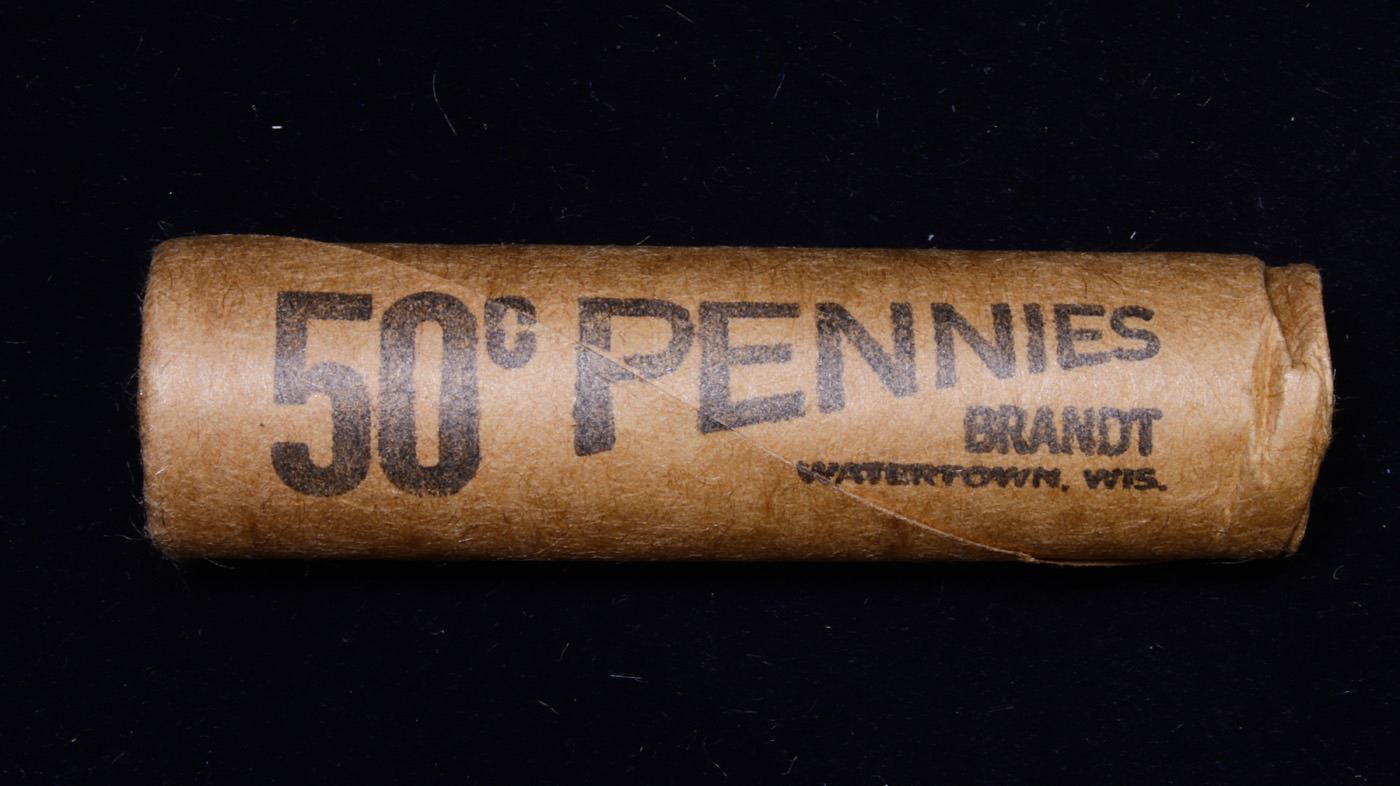 50¢ PENNIES
BRANDT
WATERTOWN, WIS.